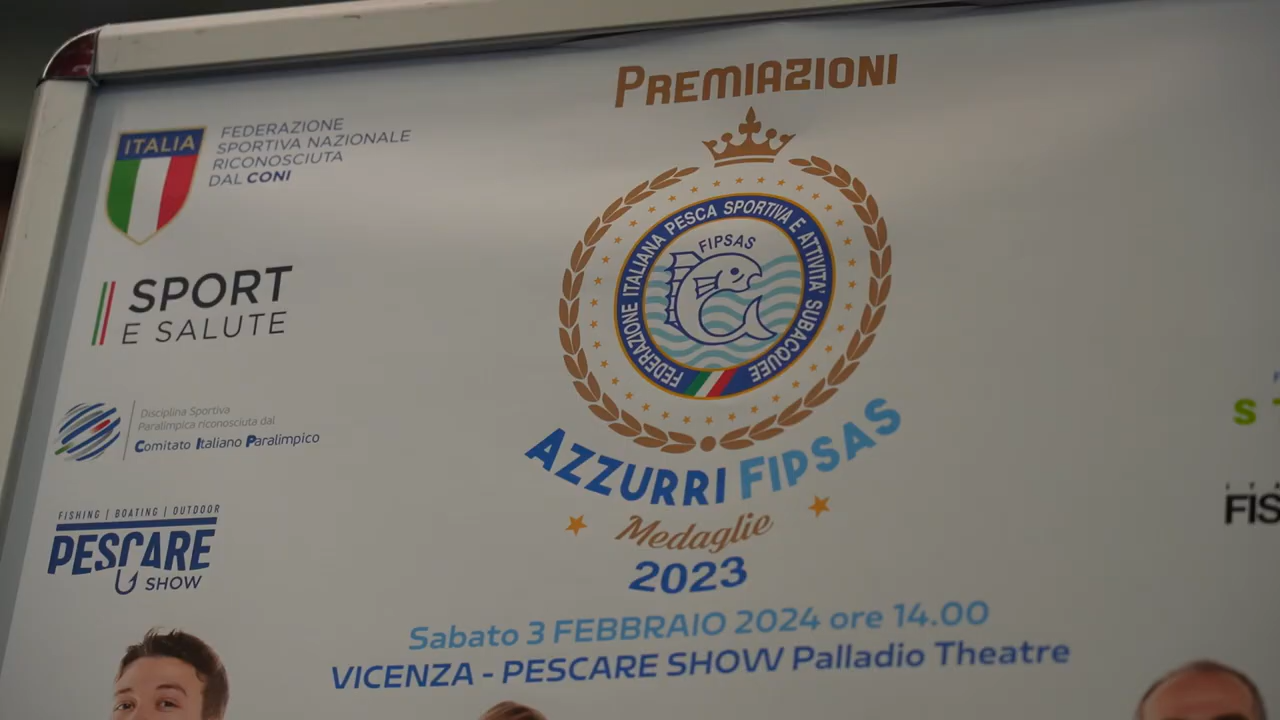 PREMIAZIONI
ITALIA
FEDERAZIONE
SPORTIVA NAZIONALE
RICONOSCIUTA
DAL CONI
SPORT
E SALUTE
Disciplina Sportiva
Paralimpica riconosciuta dal
Comitato Italiano Paralimpico
FISHING | BOATING | OUTDOOR
PESCARE
SHOW
FEDERAZIONE ITALIANA PESCA SPORTIVA E ATTIVITA' SUBACQUEE
FIPSAS
AZZURRI FIPSAS
Medaglie
2023
Sabato 3 FEBBRAIO 2024 ore 14.00
VICENZA - PESCARE SHOW Palladio Theatre
FIS